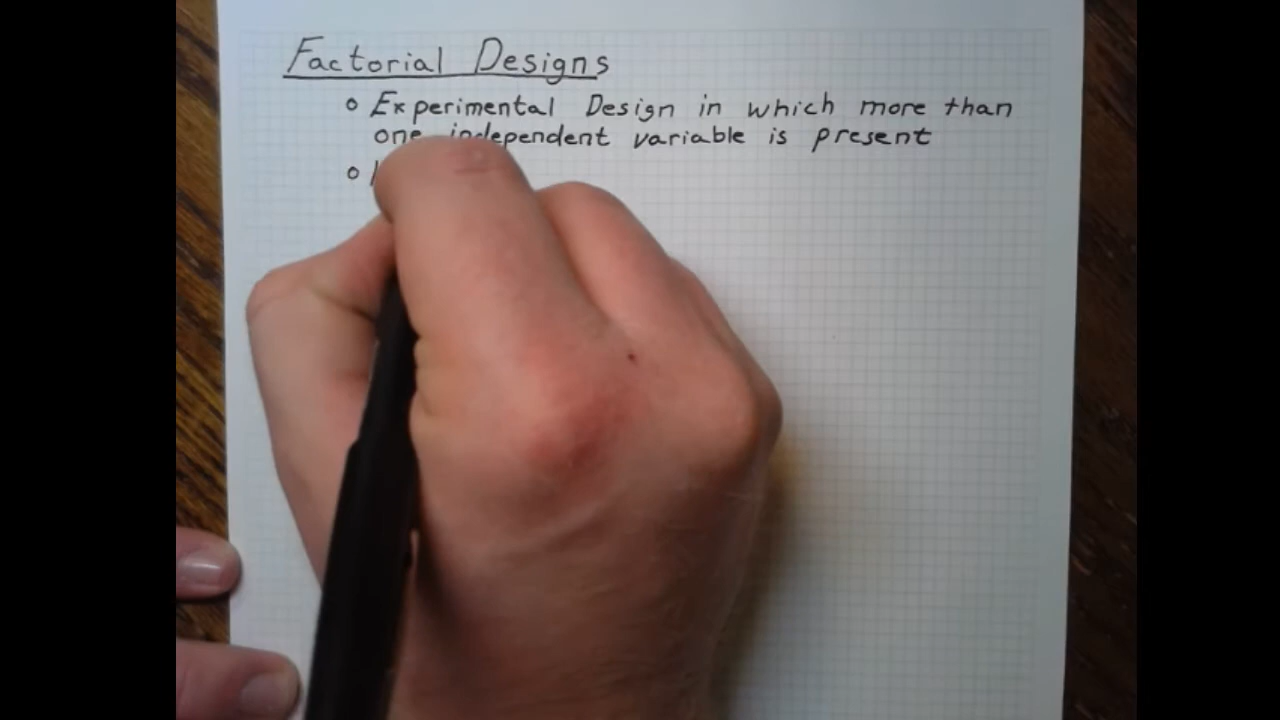 Factorial Designs
o Experimental Design in which more than
one independent variable is present
o